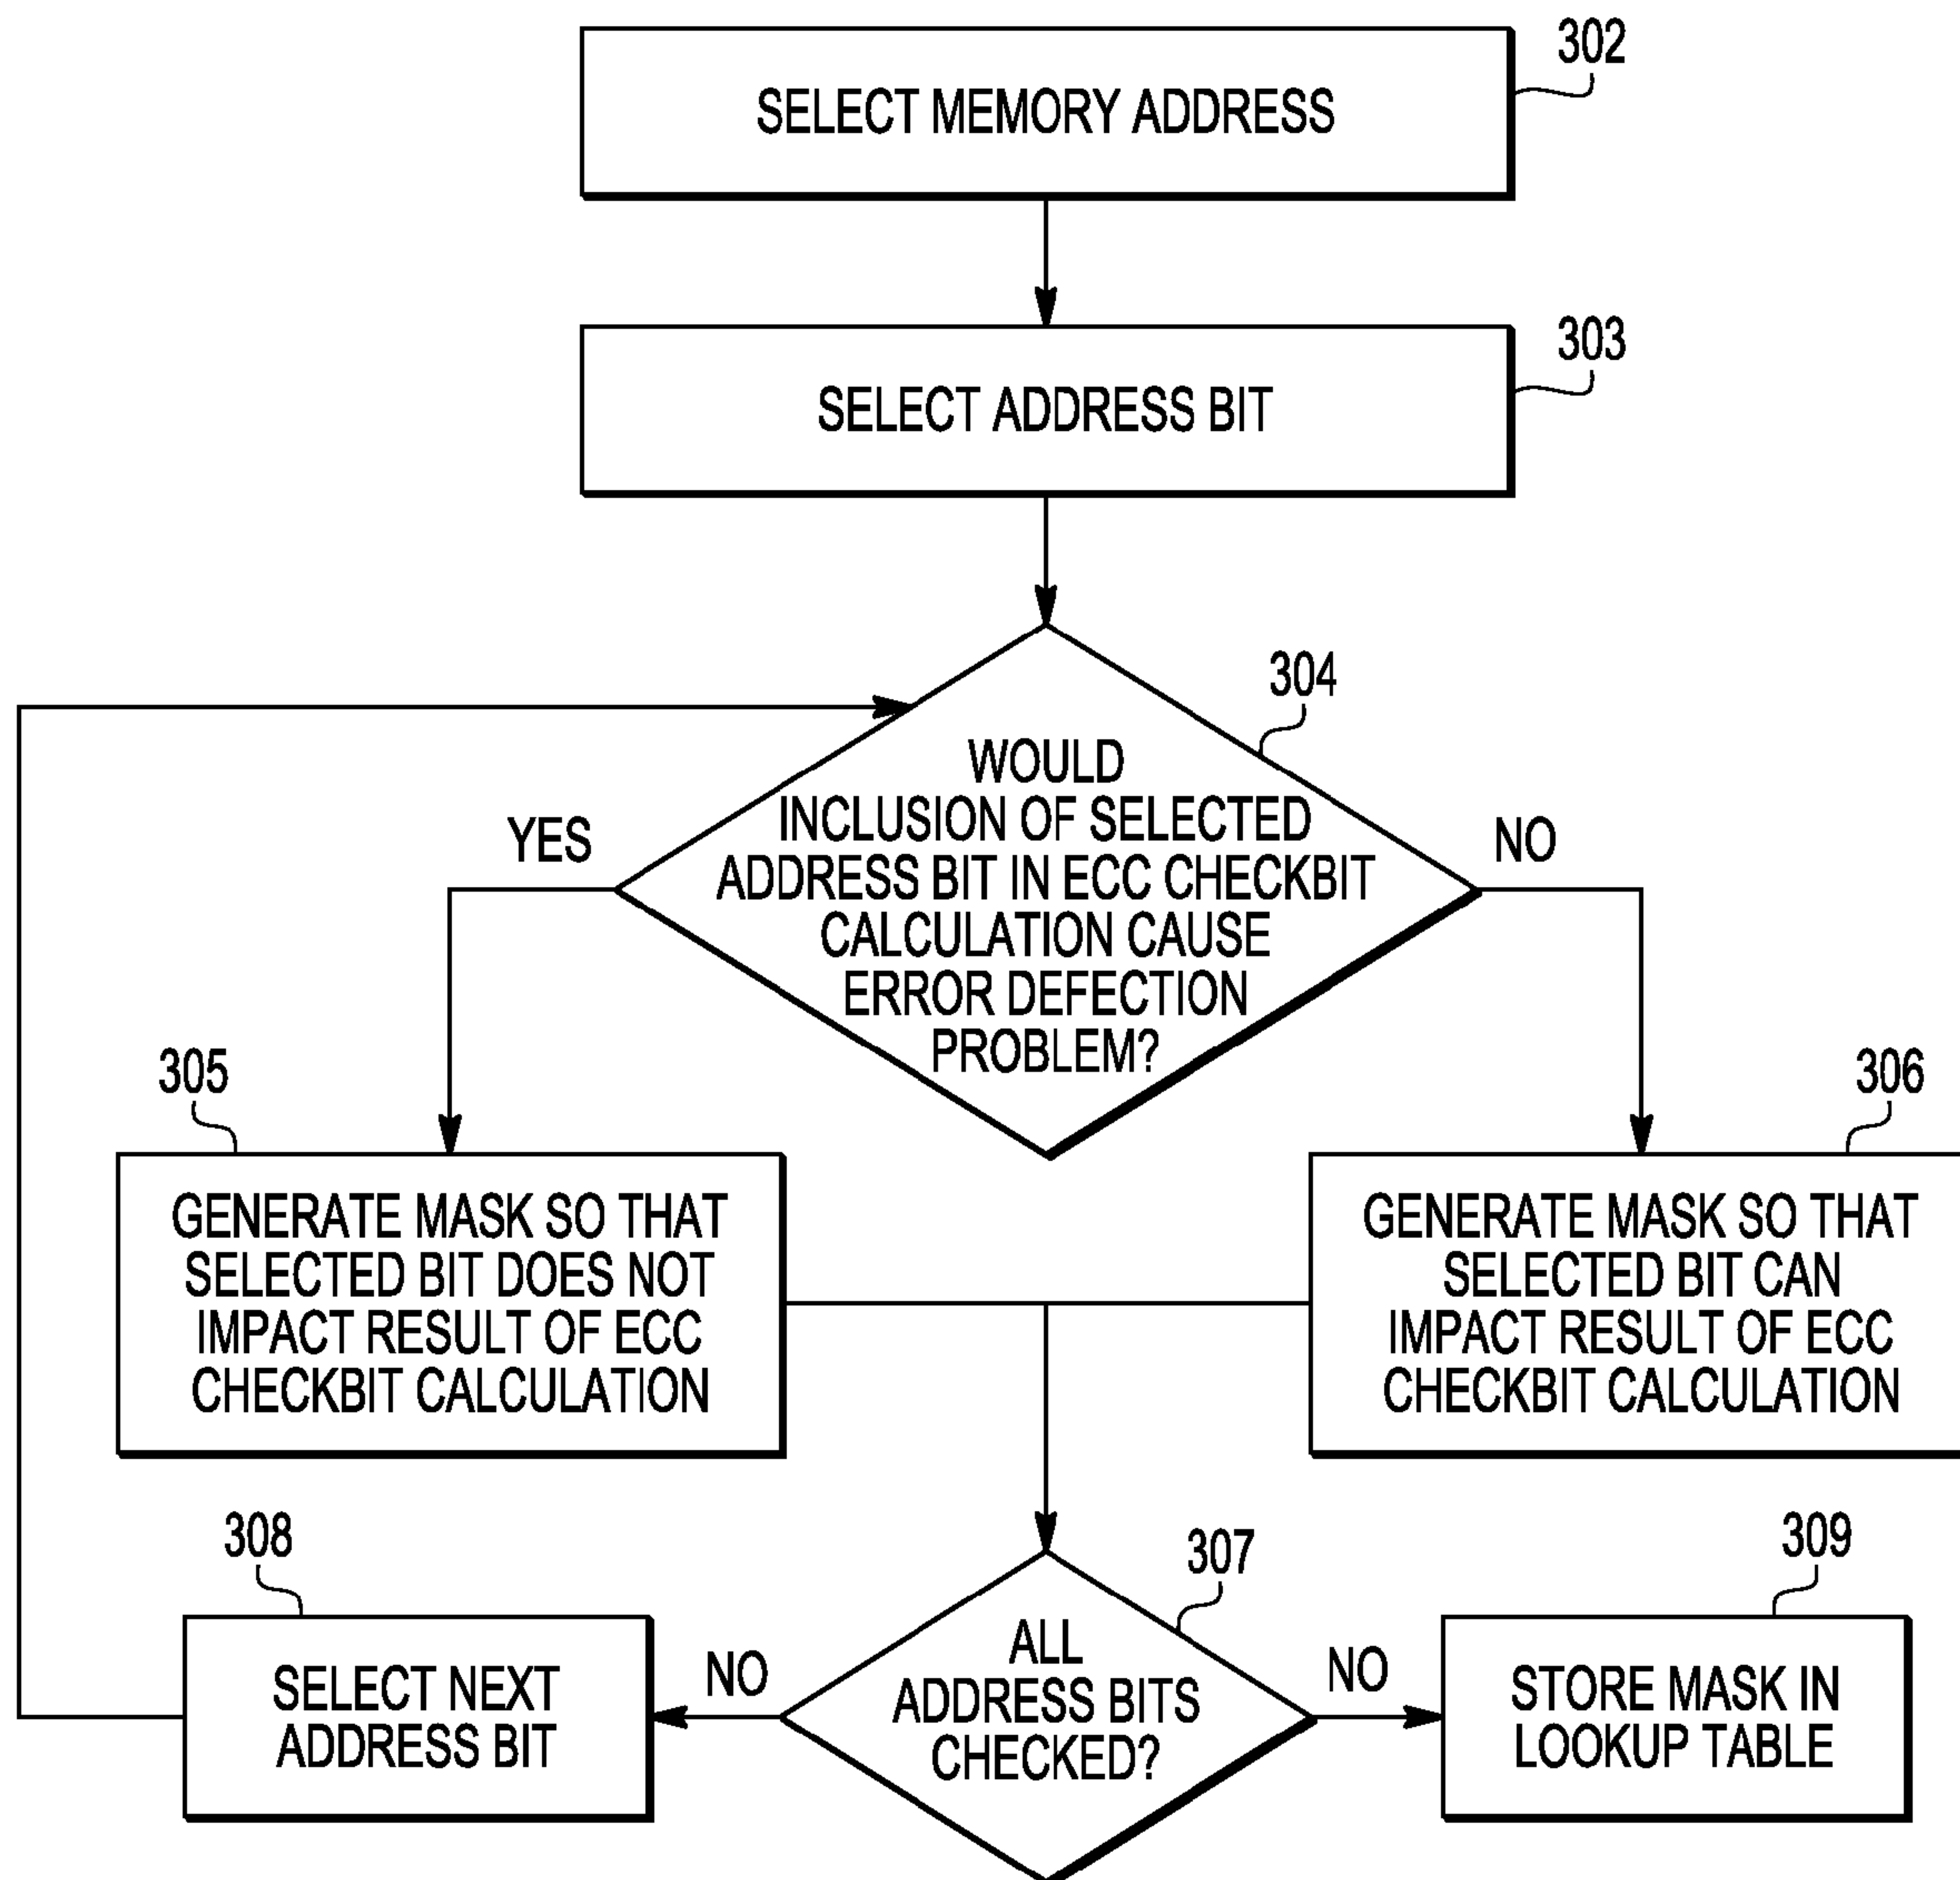 302
SELECT MEMORY ADDRESS
303
SELECT ADDRESS BIT
304
WOULD
INCLUSION OF SELECTED
ADDRESS BIT IN ECC CHECKBIT
CALCULATION CAUSE
ERROR DEFECTION
PROBLEM?
YES
NO
305
GENERATE MASK SO THAT
SELECTED BIT DOES NOT
IMPACT RESULT OF ECC
CHECKBIT CALCULATION
306
GENERATE MASK SO THAT
SELECTED BIT CAN
IMPACT RESULT OF ECC
CHECKBIT CALCULATION
307
ALL
ADDRESS BITS
CHECKED?
NO
NO
308
SELECT NEXT
ADDRESS BIT
309
STORE MASK IN
LOOKUP TABLE